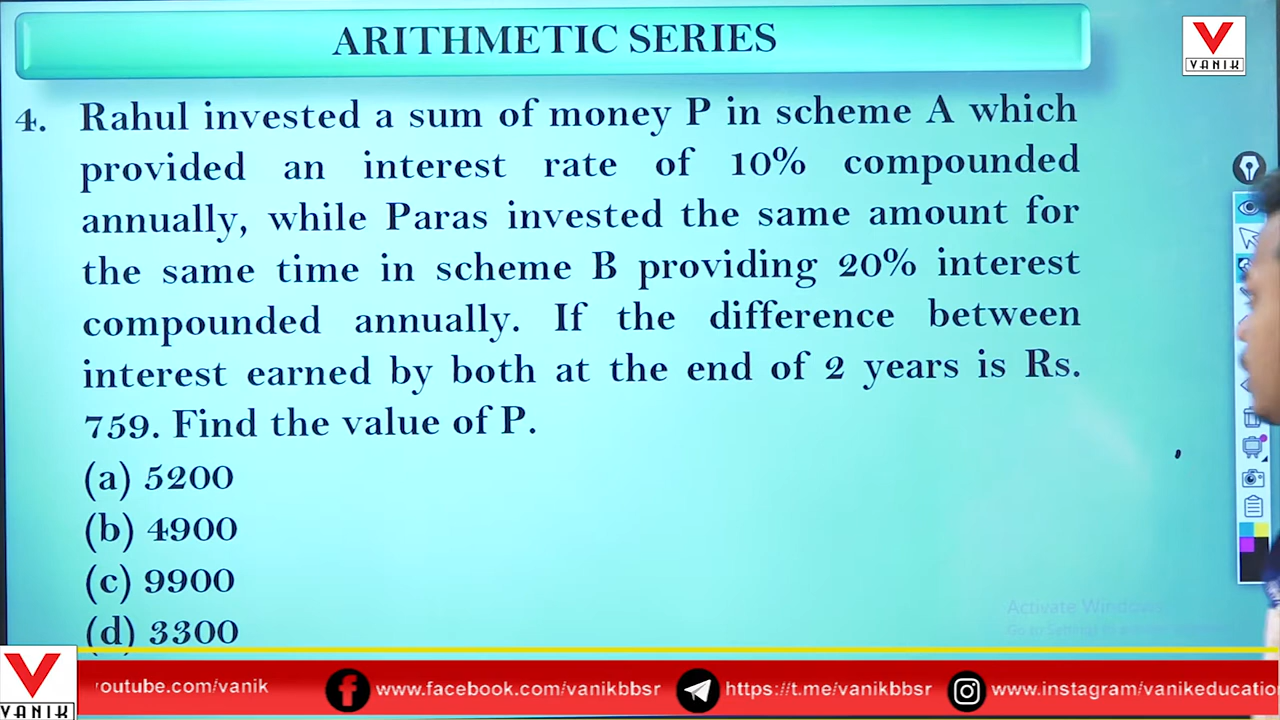 ARITHMETIC SERIES
VANIK
4. Rahul invested a sum of money P in scheme A which
provided an interest rate of 10% compounded
annually, while Paras invested the same amount for
the same time in scheme B providing 20% interest
compounded annually. If the difference between
interest earned by both at the end of 2 years is Rs.
759. Find the value of P.
(a) 5200
(b) 4900
(c) 9900
(d) 3300
Activate Windows
VANIK
youtube.com/vanik
www.facebook.com/vanikbbsr
https://t.me/vanikbbsr
www.instagram/vanikeducatio